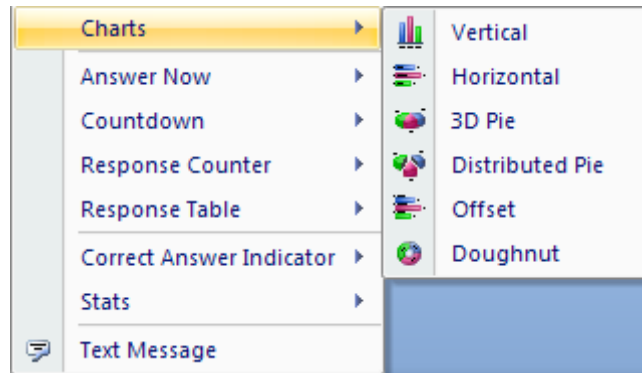 Charts
Answer Now
Countdown
Response Counter
Response Table
Correct Answer Indicator
Stats
Text Message
Vertical
Horizontal
3D Pie
Distributed Pie
Offset
Doughnut